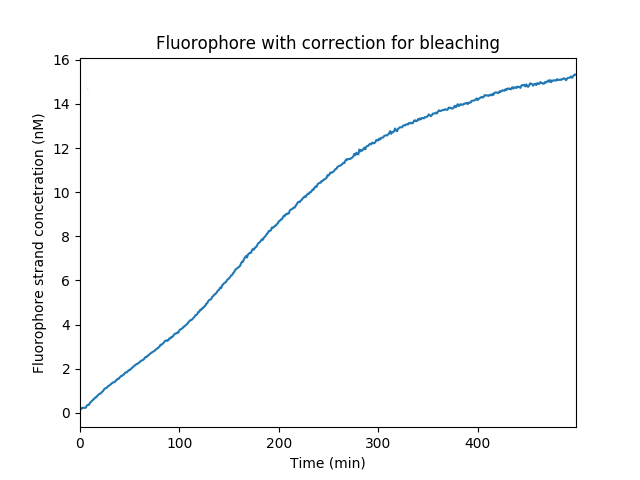 Fluorophore with correction for bleaching
16
14
12
10
8
6
4
2
0
Fluorophore strand concetration (nM)
0 100 200 300 400
Time (min)